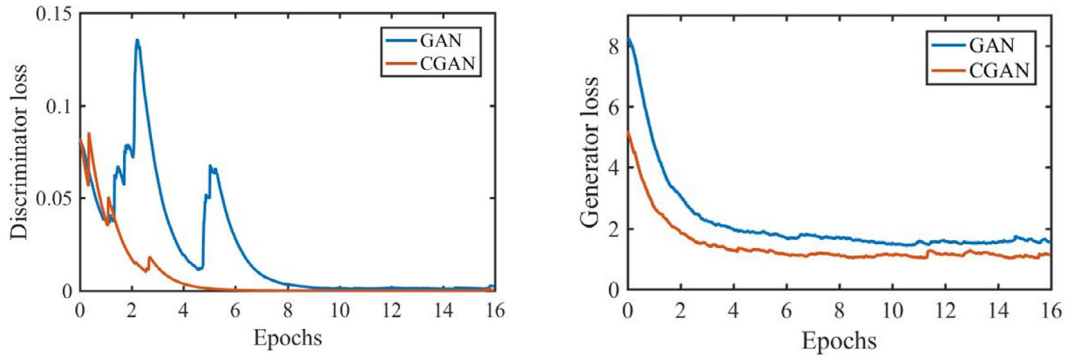 0.15
0.1
0.05
0
Discriminator loss
GAN
CGAN
0 2 4 6 8 10 12 14 16
Epochs
8
6
4
2
0
Generator loss
GAN
CGAN
0 2 4 6 8 10 12 14 16
Epochs